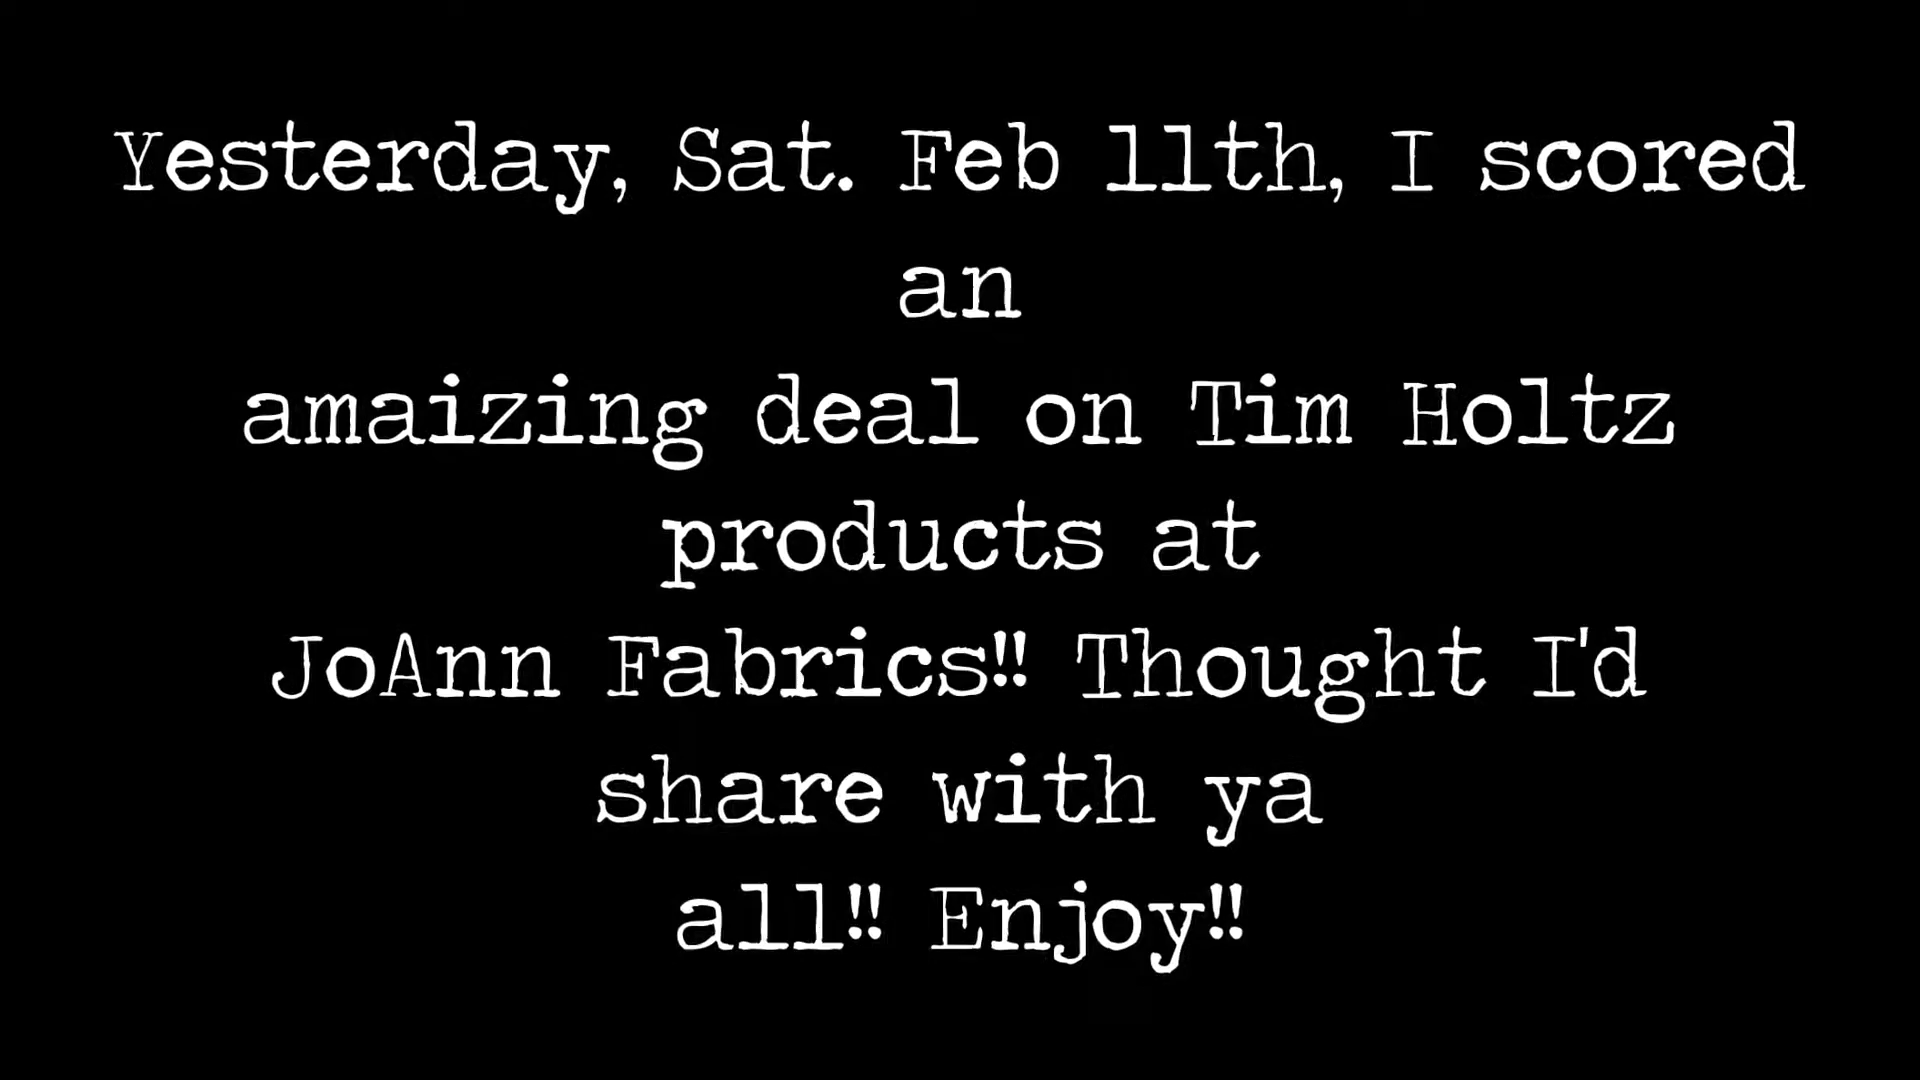 Yesterday, Sat. Feb 11th, I scored
an
amaizing deal on Tim Holtz
products at
JoAnn Fabrics!! Thought I'd
share with ya
all!! Enjoy!!